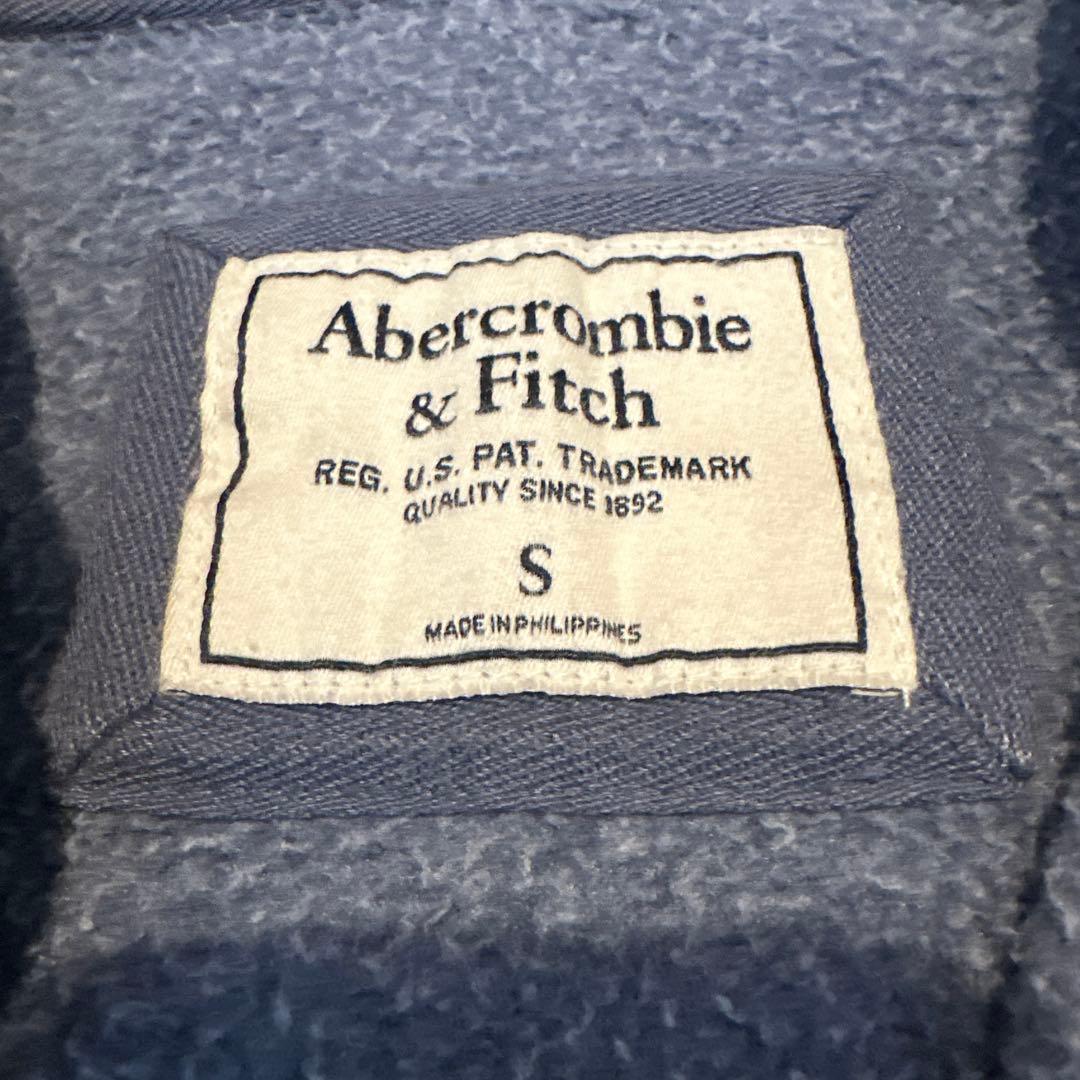 Abercrombie
& Fitch
REG. U.S. PAT. TRADEMARK
QUALITY SINCE 1892
S
MADE IN PHILIPPINES